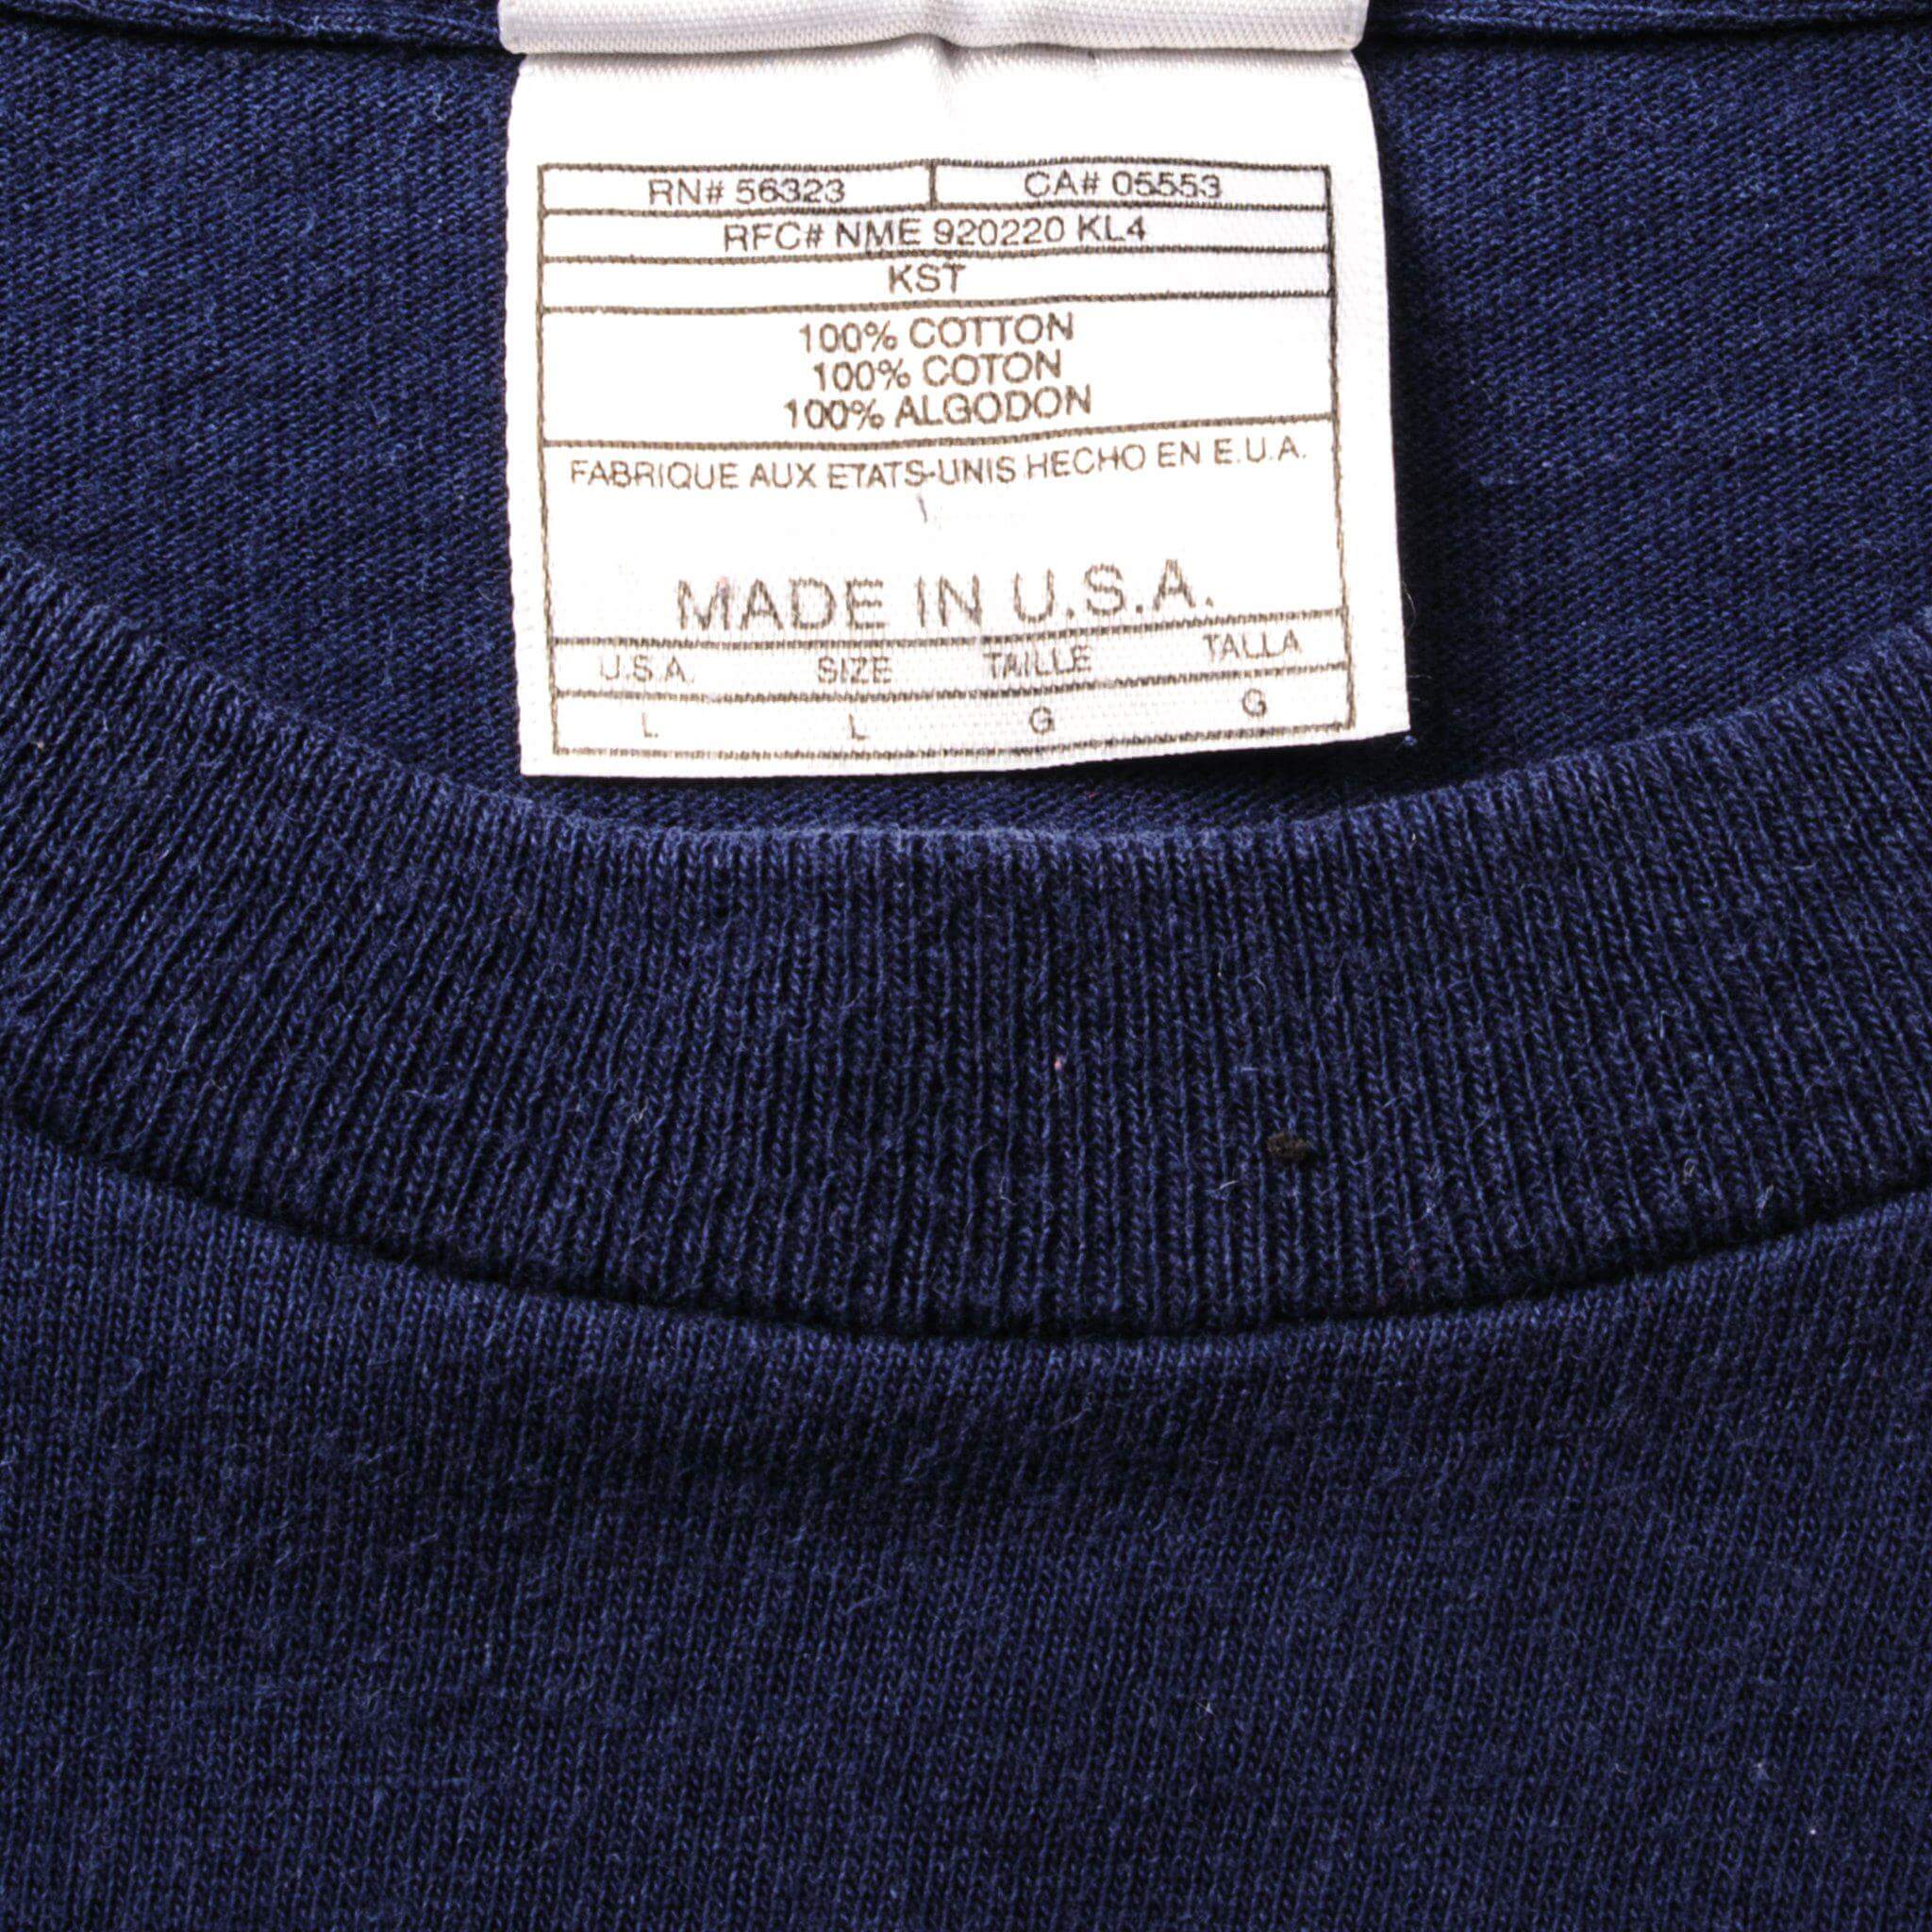 RN# 56323 CA# 05553
RFC# NME 920220 KL4
KST
100% COTTON
100% COTON
100% ALGODON
FABRIQUE AUX ETATS-UNIS HECHO EN E.U.A.
MADE IN U.S.A.
U.S.A. SIZE TAILLE TALLA
L L G G